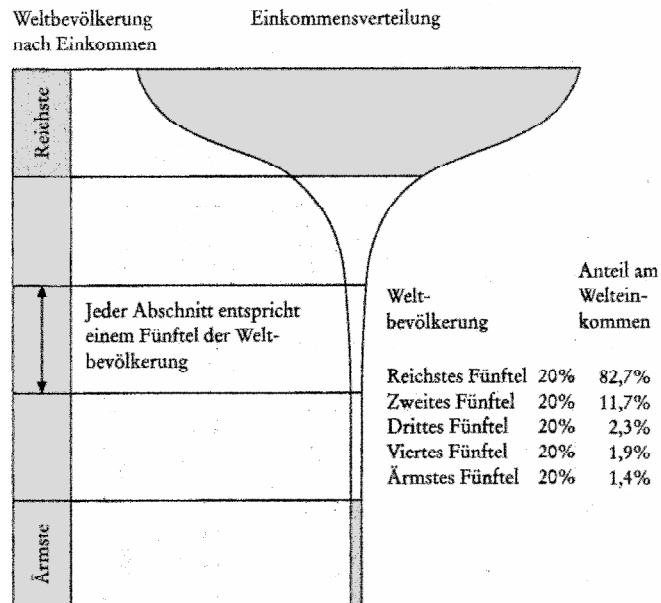 Weltbevölkerung
nach Einkommen
Einkommensverteilung
Reichste
Jeder Abschnitt entspricht
einem Fünftel der Welt-
bevölkerung
Welt-
bevölkerung
Anteil am
Weltein-
kommen
Reichstes Fünftel 20% 82,7%
Zweites Fünftel 20% 11,7%
Drittes Fünftel 20% 2,3%
Viertes Fünftel 20% 1,9%
Ärmstes Fünftel 20% 1,4%
Ärmste